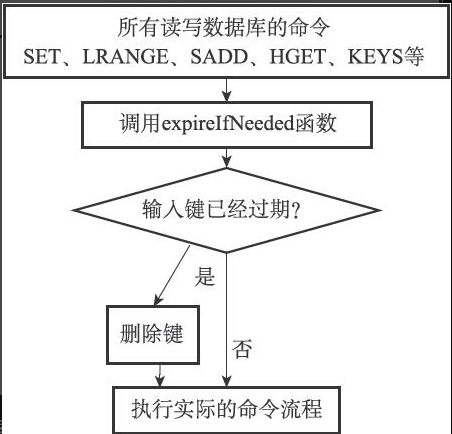 所有读写数据库的命令
SET、LRANGE、SADD、HGET、KEYS等
调用expireIfNeeded函数
输入键已经过期？
是
删除键
否
执行实际的命令流程